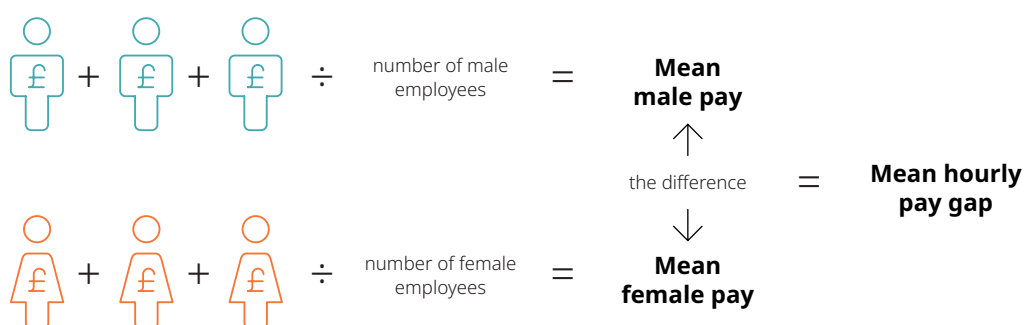 £ + £ + £ ÷ number of male
employees
= Mean
male pay
the difference = Mean hourly
pay gap
£ + £ + £ ÷ number of female
employees
= Mean
female pay